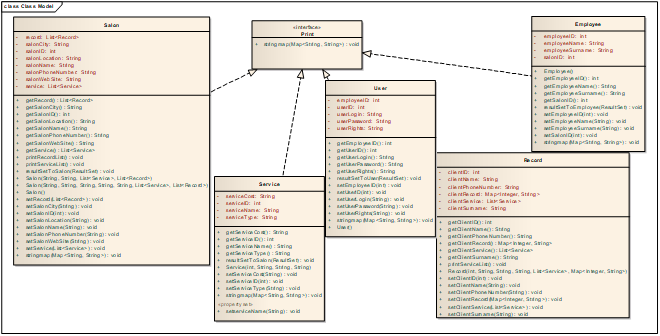 class Class Model
Salon
- record: List<Record>
- salonCity: String
- salonID: int
- salonLocation: String
- salonName: String
- salonPhoneNumber: String
- salonWebSite: String
- service: List<Service>
+ getRecord(): List<Record>
+ getSalonCity(): String
+ getSalonID(): int
+ getSalonLocation(): String
+ getSalonName(): String
+ getSalonPhoneNumber(): String
+ getSalonWebSite(): String
+ getService(): List<Service>
+ printRecordList(): void
+ printServiceList(): void
+ resultSetToSalon(ResultSet): void
+ Salon(String, String, List<Service>, List<Record>)
+ Salon(String, String, String, String, String, List<Service>, List<Record>)
+ Salon()
+ setRecord(List<Record>): void
+ setSalonCity(String): void
+ setSalonID(int): void
+ setSalonLocation(String): void
+ setSalonName(String): void
+ setSalonPhoneNumber(String): void
+ setSalonWebSite(String): void
+ setService(List<Service>): void
+ stringmap(Map<String, String>): void
«interface»
Print
+ stringmap(Map<String, String>): void
Employee
- employeeID: int
- employeeName: String
- employeeSurname: String
- salonID: int
+ Employee()
+ getEmployeeID(): int
+ getEmployeeName(): String
+ getEmployeeSurname(): String
+ getSalonID(): int
+ resultSetToEmployee(ResultSet): void
+ setEmployeeID(int): void
+ setEmployeeName(String): void
+ setEmployeeSurname(String): void
+ setSalonID(int): void
+ stringmap(Map<String, String>): void
User
- employeeID: int
- userID: int
- userLogin: String
- userPassword: String
- userRights: String
+ getEmployeeID(): int
+ getUserID(): int
+ getUserLogin(): String
+ getUserPassword(): String
+ getUserRights(): String
+ resultSetToUser(ResultSet): void
+ setEmployeeID(int): void
+ setUserID(int): void
+ setUserLogin(String): void
+ setUserPassword(String): void
+ setUserRights(String): void
+ stringmap(Map<String, String>): void
+ User()
Service
- serviceCost: String
- serviceID: int
- serviceName: String
- serviceType: String
+ getServiceCost(): String
+ getServiceID(): int
+ getServiceName(): String
+ getServiceType(): String
+ resultSetToSalon(ResultSet): void
+ Service(int, String, String, String)
+ setServiceCost(String): void
+ setServiceID(int): void
+ setServiceType(String): void
+ stringmap(Map<String, String>): void
«property set»
+ setserviceName(String): void
Record
- clientID: int
- clientName: String
- clientPhoneNumber: String
- clientRecord: Map<Integer, String>
- clientService: List<Service>
- clientSurname: String
+ getClientID(): int
+ getClientName(): String
+ getClientPhoneNumber(): String
+ getClientRecord(): Map<Integer, String>
+ getClientService(): List<Service>
+ getClientSurname(): String
+ printServiceList(): void
+ Record(int, String, String, String, List<Service>, Map<Integer, String>)
+ setClientID(int): void
+ setClientName(String): void
+ setClientPhoneNumber(String): void
+ setClientRecord(Map<Integer, String>): void
+ setClientService(List<Service>): void
+ setClientSurname(String): void